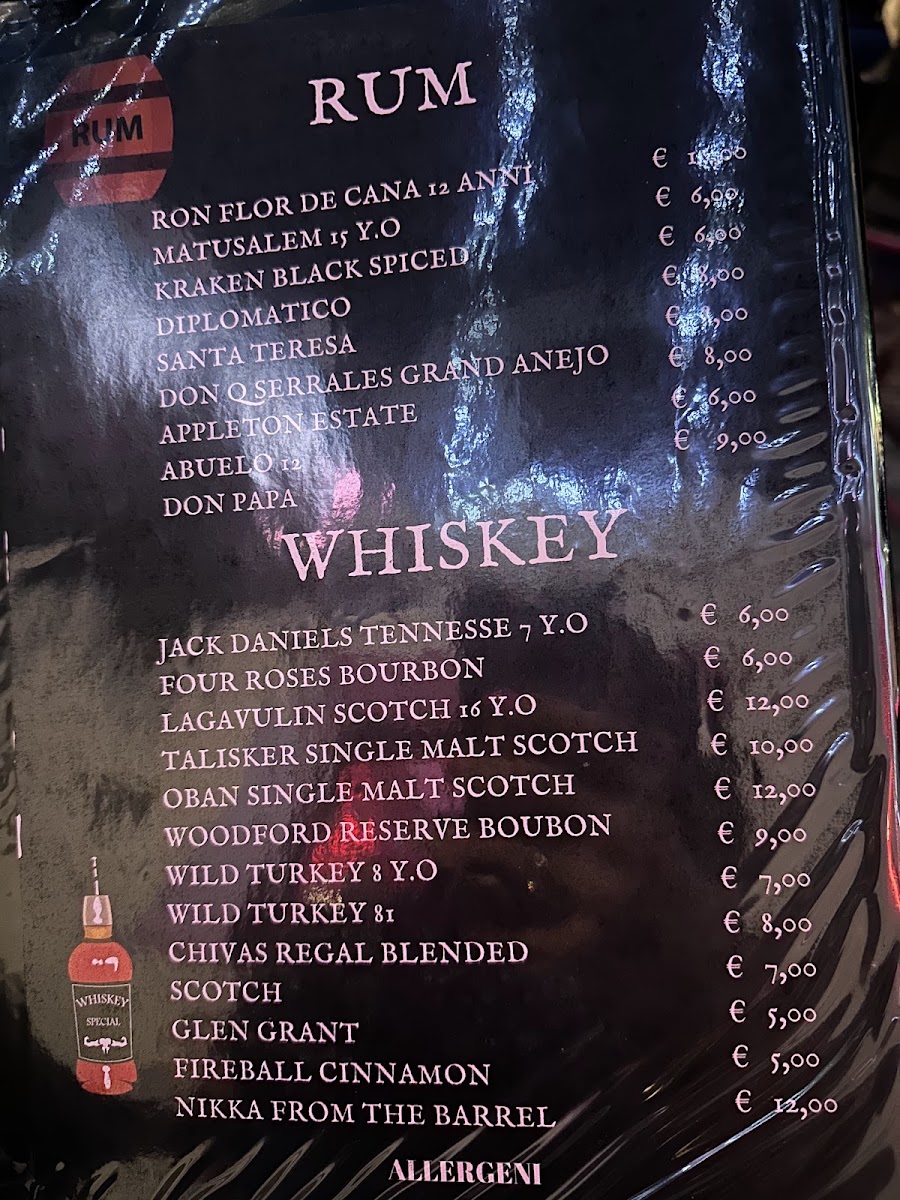 RUM
RUM
RON FLOR DE CANA 12 ANNI €
MATUSALEM 15 Y.O € 6,00
KRAKEN BLACK SPICED € 6,00
DIPLOMATICO € 8,00
SANTA TERESA €
DON Q SERRALES GRAND ANEJO € 8,00
APPLETON ESTATE € 6,00
ABUELO 12 € 9,00
DON PAPA
WHISKEY
JACK DANIELS TENNESSE 7 Y.O € 6,00
FOUR ROSES BOURBON € 6,00
LAGAVULIN SCOTCH 16 Y.O € 12,00
TALISKER SINGLE MALT SCOTCH € 10,00
OBAN SINGLE MALT SCOTCH € 12,00
WOODFORD RESERVE BOUBON € 9,00
WILD TURKEY 8 Y.O € 7,00
WILD TURKEY 81 € 8,00
CHIVAS REGAL BLENDED € 7,00
SCOTCH
GLEN GRANT € 5,00
FIREBALL CINNAMON € 5,00
NIKKA FROM THE BARREL € 12,00
WHISKEY
SPECIAL
ALLERGENI